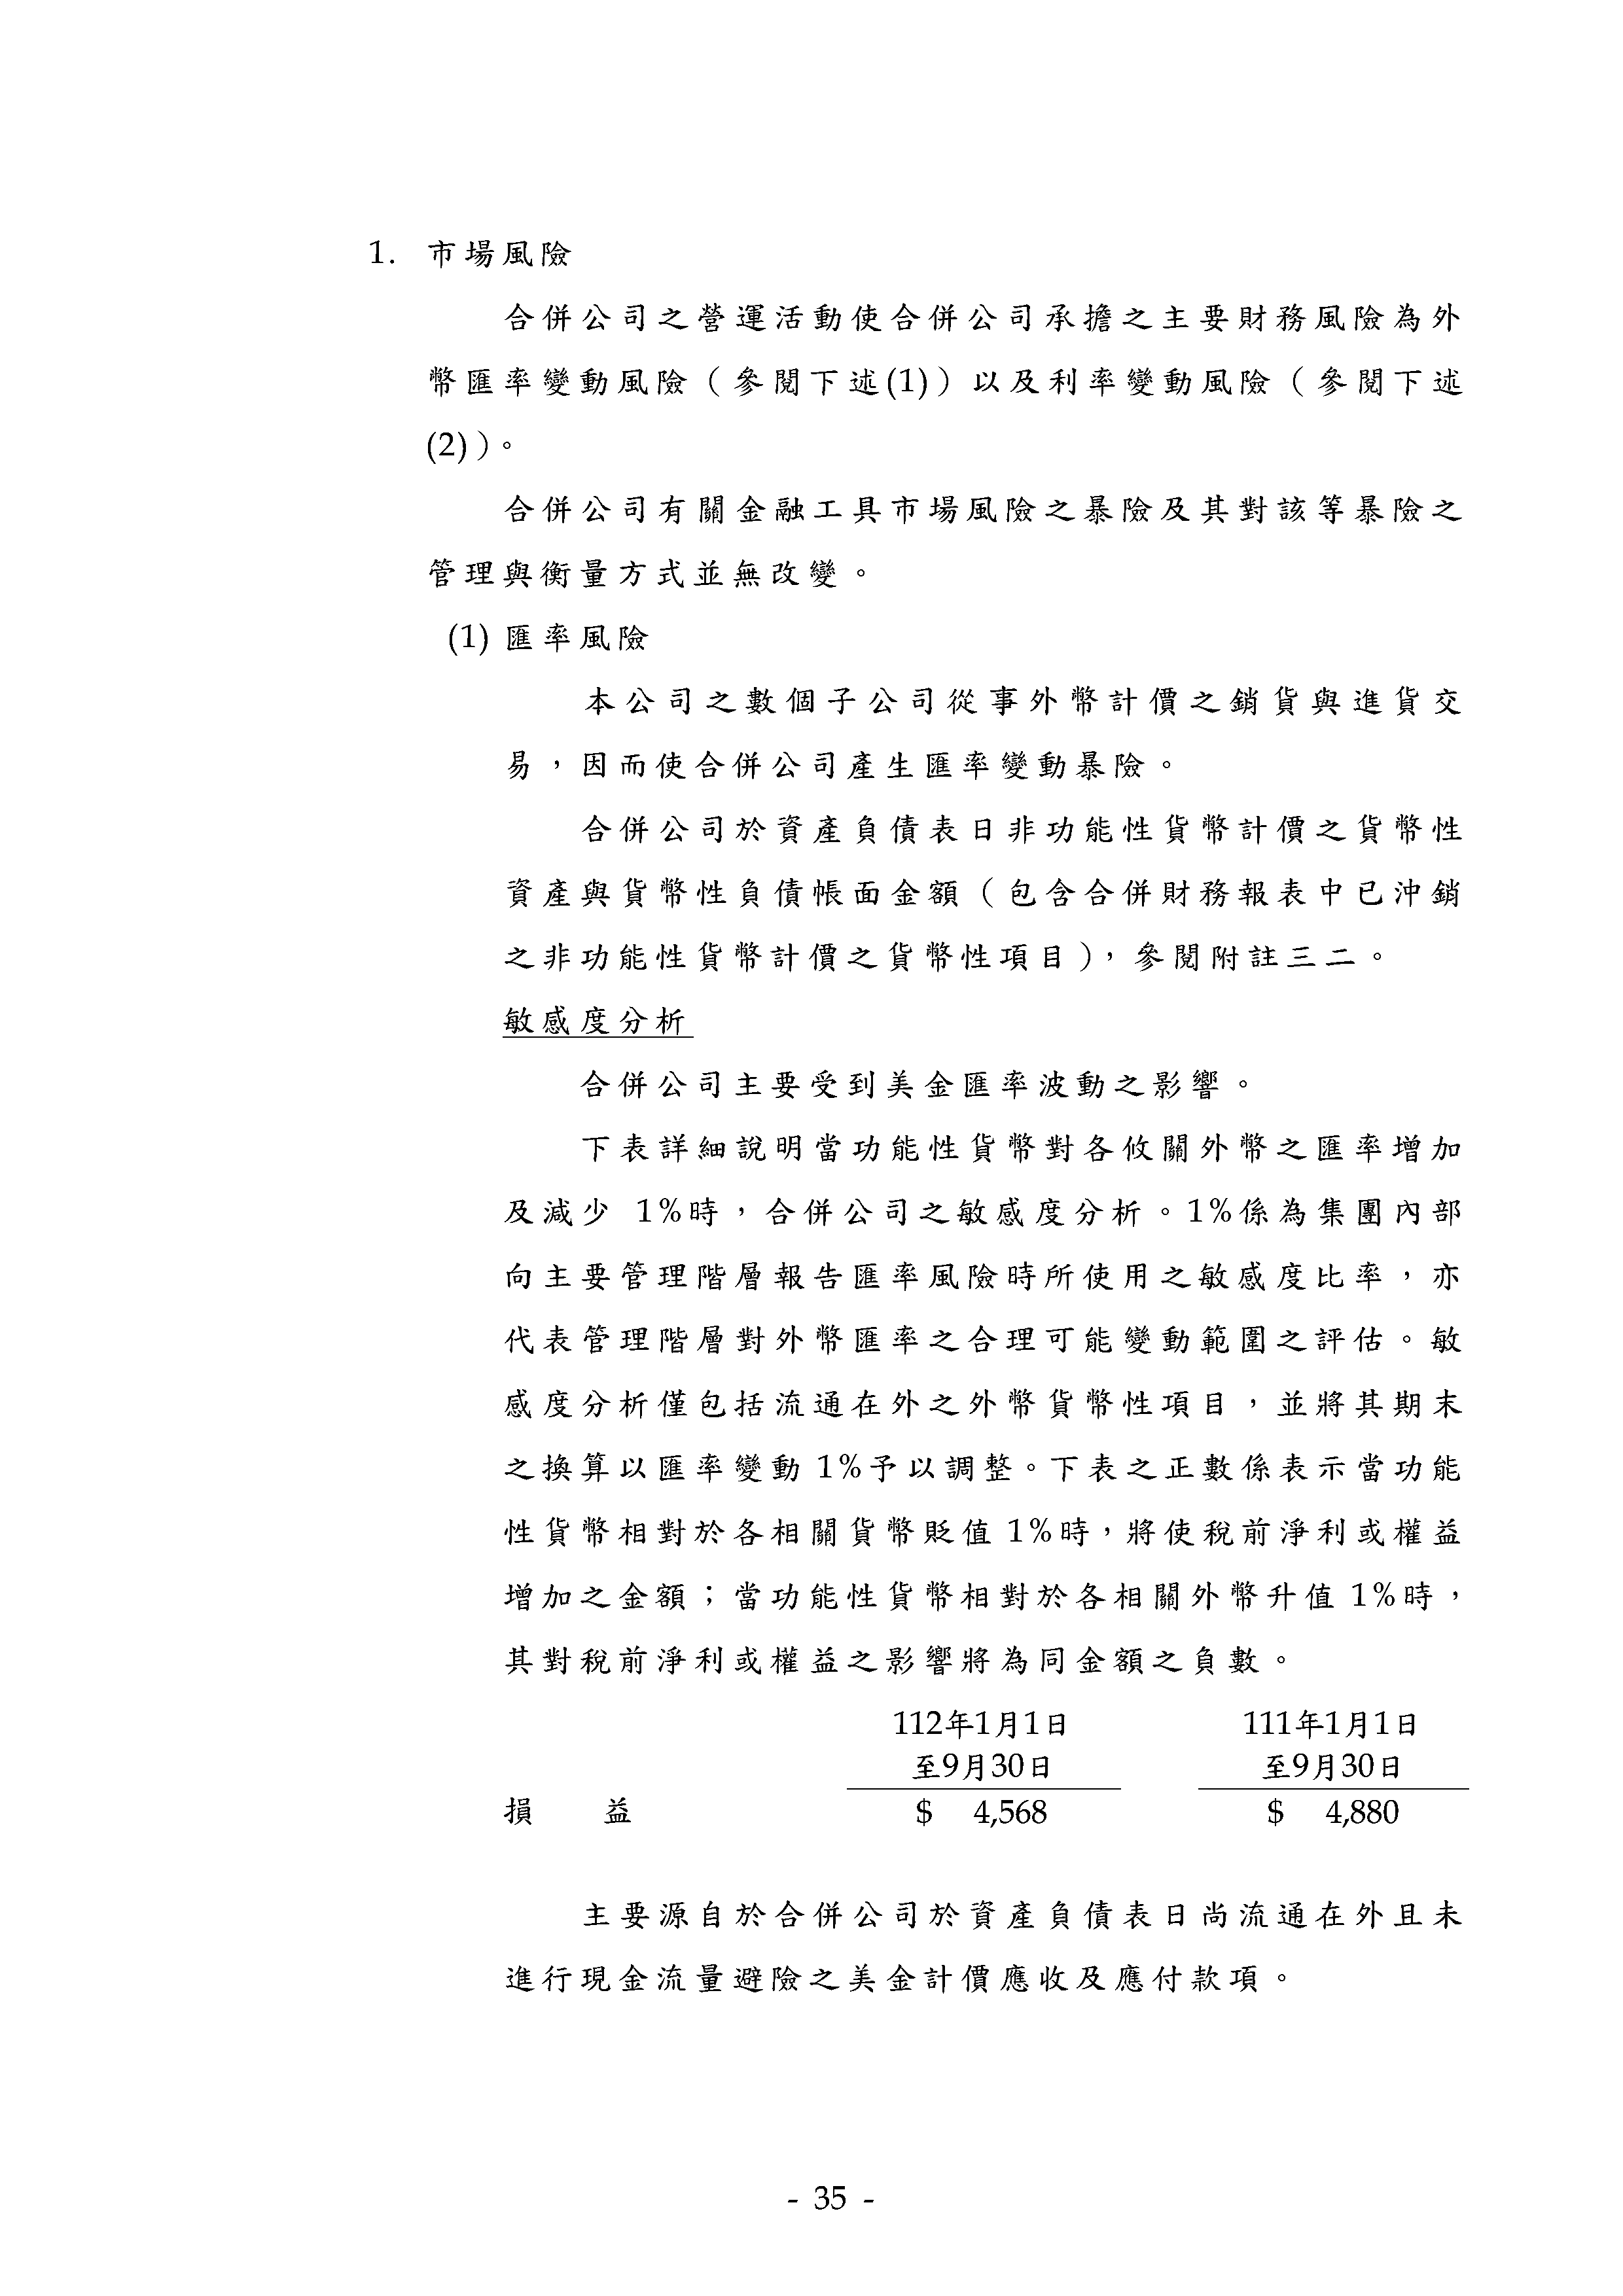 1. 市場風險
合併公司之營運活動使合併公司承擔之主要財務風險為外
幣匯率變動風險（參閱下述(1)）以及利率變動風險（參閱下述
(2)）。
合併公司有關金融工具市場風險之暴險及其對該等暴險之
管理與衡量方式並無改變。
(1) 匯率風險
本公司之數個子公司從事外幣計價之銷貨與進貨交
易，因而使合併公司產生匯率變動暴險。
合併公司於資產負債表日非功能性貨幣計價之貨幣性
資產與貨幣性負債帳面金額（包含合併財務報表中已沖銷
之非功能性貨幣計價之貨幣性項目），參閱附註三二。
敏感度分析
合併公司主要受到美金匯率波動之影響。
下表詳細說明當功能性貨幣對各攸關外幣之匯率增加
及減少 1%時，合併公司之敏感度分析。1%係為集團內部
向主要管理階層報告匯率風險時所使用之敏感度比率，亦
代表管理階層對外幣匯率之合理可能變動範圍之評估。敏
感度分析僅包括流通在外之外幣貨幣性項目，並將其期末
之換算以匯率變動 1%予以調整。下表之正數係表示當功能
性貨幣相對於各相關貨幣貶值 1%時，將使稅前淨利或權益
增加之金額；當功能性貨幣相對於各相關外幣升值 1%時，
其對稅前淨利或權益之影響將為同金額之負數。
112年1月1日 111年1月1日
至9月30日 至9月30日
損 益 $ 4,568 $ 4,880
主要源自於合併公司於資產負債表日尚流通在外且未
進行現金流量避險之美金計價應收及應付款項。
- 35 -